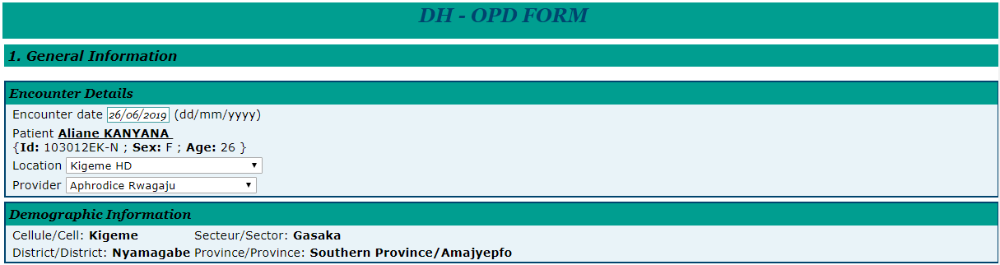 DH - OPD FORM
1. General Information
Encounter Details
Encounter date 26/06/2019 (dd/mm/yyyy)
Patient Aliane KANYANA
{Id: 103012EK-N ; Sex: F ; Age: 26 }
Location Kigeme HD
Provider Aphrodice Rwagaju
Demographic Information
Cellule/Cell: Kigeme Secteur/Sector: Gasaka
District/District: Nyamagabe Province/Province: Southern Province/Amajyepfo